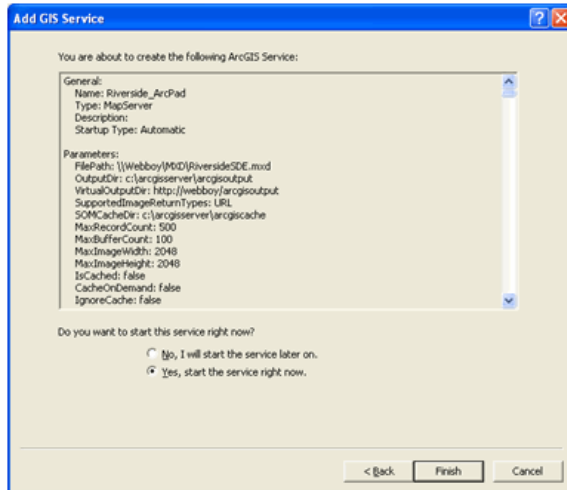 Add GIS Service
You are about to create the following ArcGIS Service:
General:
Name: Riverside_ArcPad
Type: MapServer
Description:
Startup Type: Automatic
Parameters:
FilePath: \\Webboy\MXD\RiversideSDE.mxd
OutputDir: c:\arcgisserver\arcgisoutput
VirtualOutputDir: http://webboy/arcgisoutput
SupportedImageReturnTypes: URL
SOMCacheDir: c:\arcgisserver\arcgiscache
MaxRecordCount: 500
MaxBufferCount: 100
MaxImageWidth: 2048
MaxImageHeight: 2048
IsCached: false
CacheOnDemand: false
IgnoreCache: false
Do you want to start this service right now?
No, I will start the service later on.
Yes, start the service right now.
< Back
Finish
Cancel